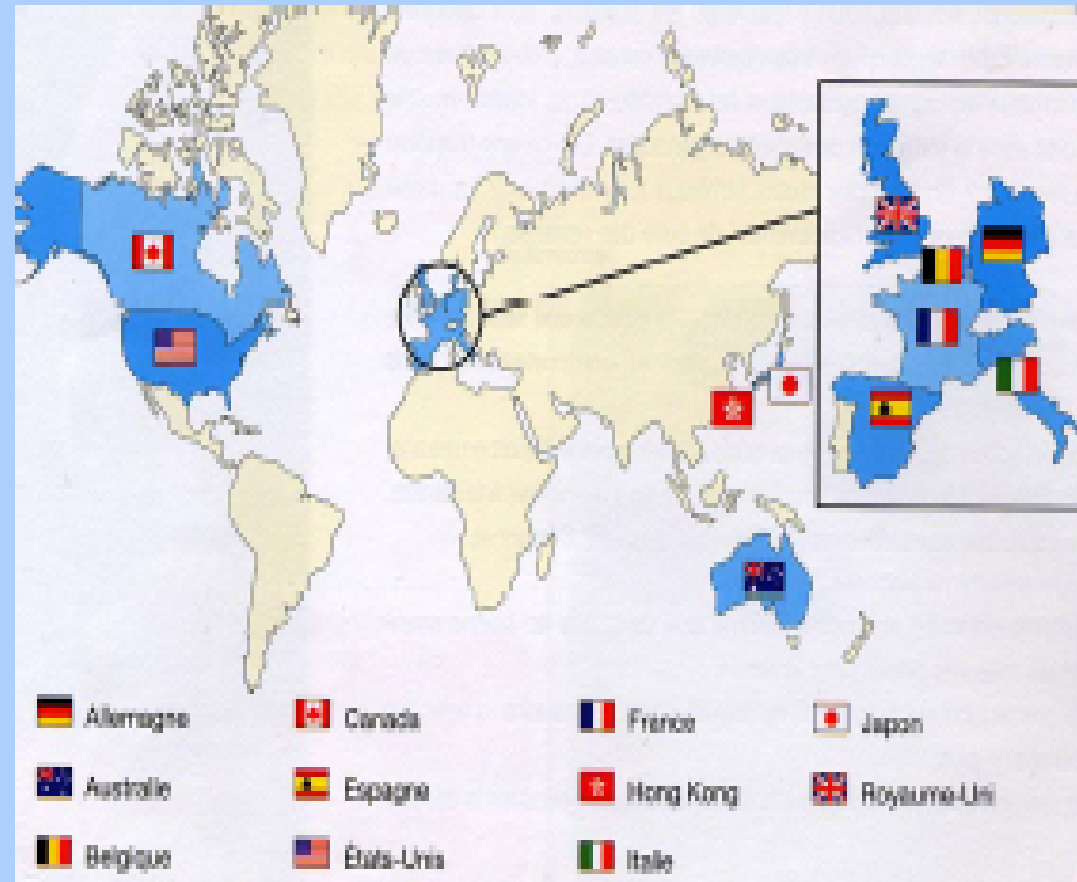 Allemagne Canada France Japon
Australie Espagne Hong Kong Royaume-Uni
Belgique États-Unis Italie